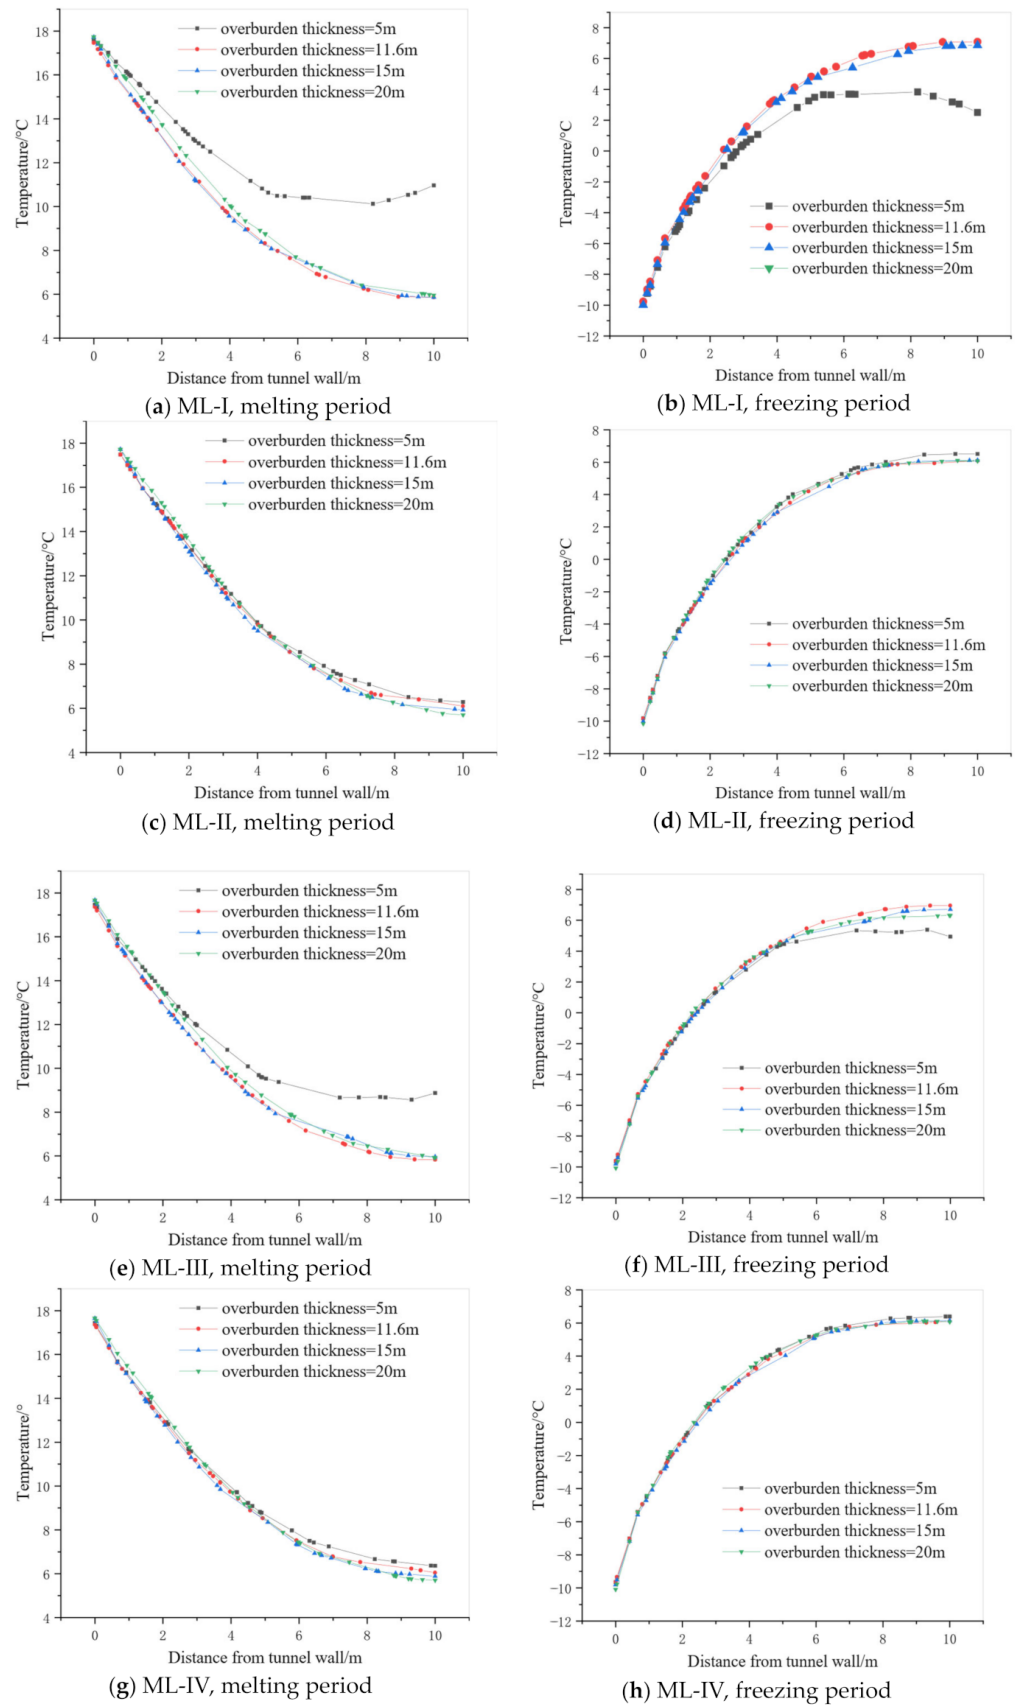 18
16
14
12
10
8
6
4
0
2
4
6
8
10
Temperature/°C
Distance from tunnel wall/m
overburden thickness=5m
overburden thickness=11.6m
overburden thickness=15m
overburden thickness=20m
(a) ML-I, melting period
8
6
4
2
0
−2
−4
−6
−8
−10
−12
0
2
4
6
8
10
Temperature/°C
Distance from tunnel wall/m
overburden thickness=5m
overburden thickness=11.6m
overburden thickness=15m
overburden thickness=20m
(b) ML-I, freezing period
18
16
14
12
10
8
6
4
0
2
4
6
8
10
Temperature/°C
Distance from tunnel wall/m
overburden thickness=5m
overburden thickness=11.6m
overburden thickness=15m
overburden thickness=20m
(c) ML-II, melting period
8
6
4
2
0
−2
−4
−6
−8
−10
−12
0
2
4
6
8
10
Temperature/°C
Distance from tunnel wall/m
overburden thickness=5m
overburden thickness=11.6m
overburden thickness=15m
overburden thickness=20m
(d) ML-II, freezing period
18
16
14
12
10
8
6
4
0
2
4
6
8
10
Temperature/°C
Distance from tunnel wall/m
overburden thickness=5m
overburden thickness=11.6m
overburden thickness=15m
overburden thickness=20m
(e) ML-III, melting period
8
6
4
2
0
−2
−4
−6
−8
−10
−12
0
2
4
6
8
10
Temperature/°C
Distance from tunnel wall/m
overburden thickness=5m
overburden thickness=11.6m
overburden thickness=15m
overburden thickness=20m
(f) ML-III, freezing period
18
16
14
12
10
8
6
4
0
2
4
6
8
10
Temperature/°
Distance from tunnel wall/m
overburden thickness=5m
overburden thickness=11.6m
overburden thickness=15m
overburden thickness=20m
(g) ML-IV, melting period
8
6
4
2
0
−2
−4
−6
−8
−10
−12
0
2
4
6
8
10
Temperature/°C
Distance from tunnel wall/m
overburden thickness=5m
overburden thickness=11.6m
overburden thickness=15m
overburden thickness=20m
(h) ML-IV, freezing period